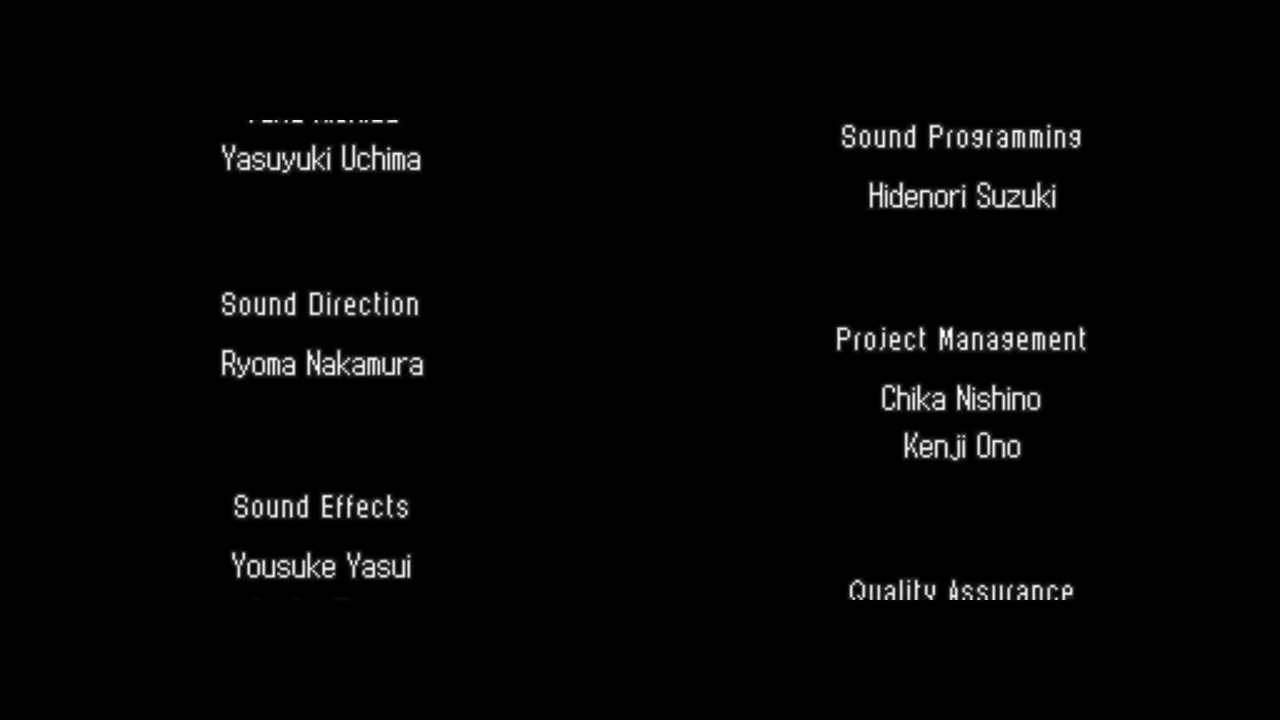 Yasuyuki Uchima
Sound Direction
Ryoma Nakamura
Sound Effects
Yousuke Yasui
Sound Programming
Hidenori Suzuki
Project Management
Chika Nishino
Kenji Ono
Quality Assurance